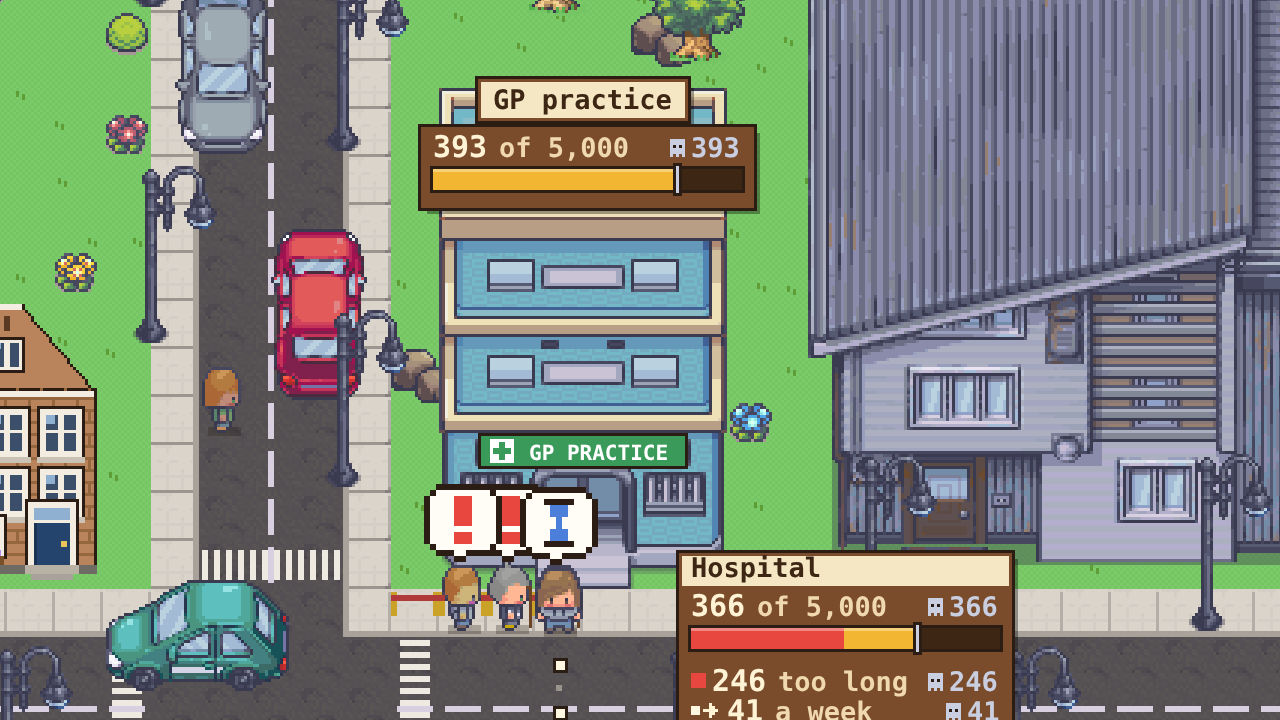 GP practice
393 of 5,000 393
GP PRACTICE
Hospital
366 of 5,000 366
246 too long 246
41 a week 41